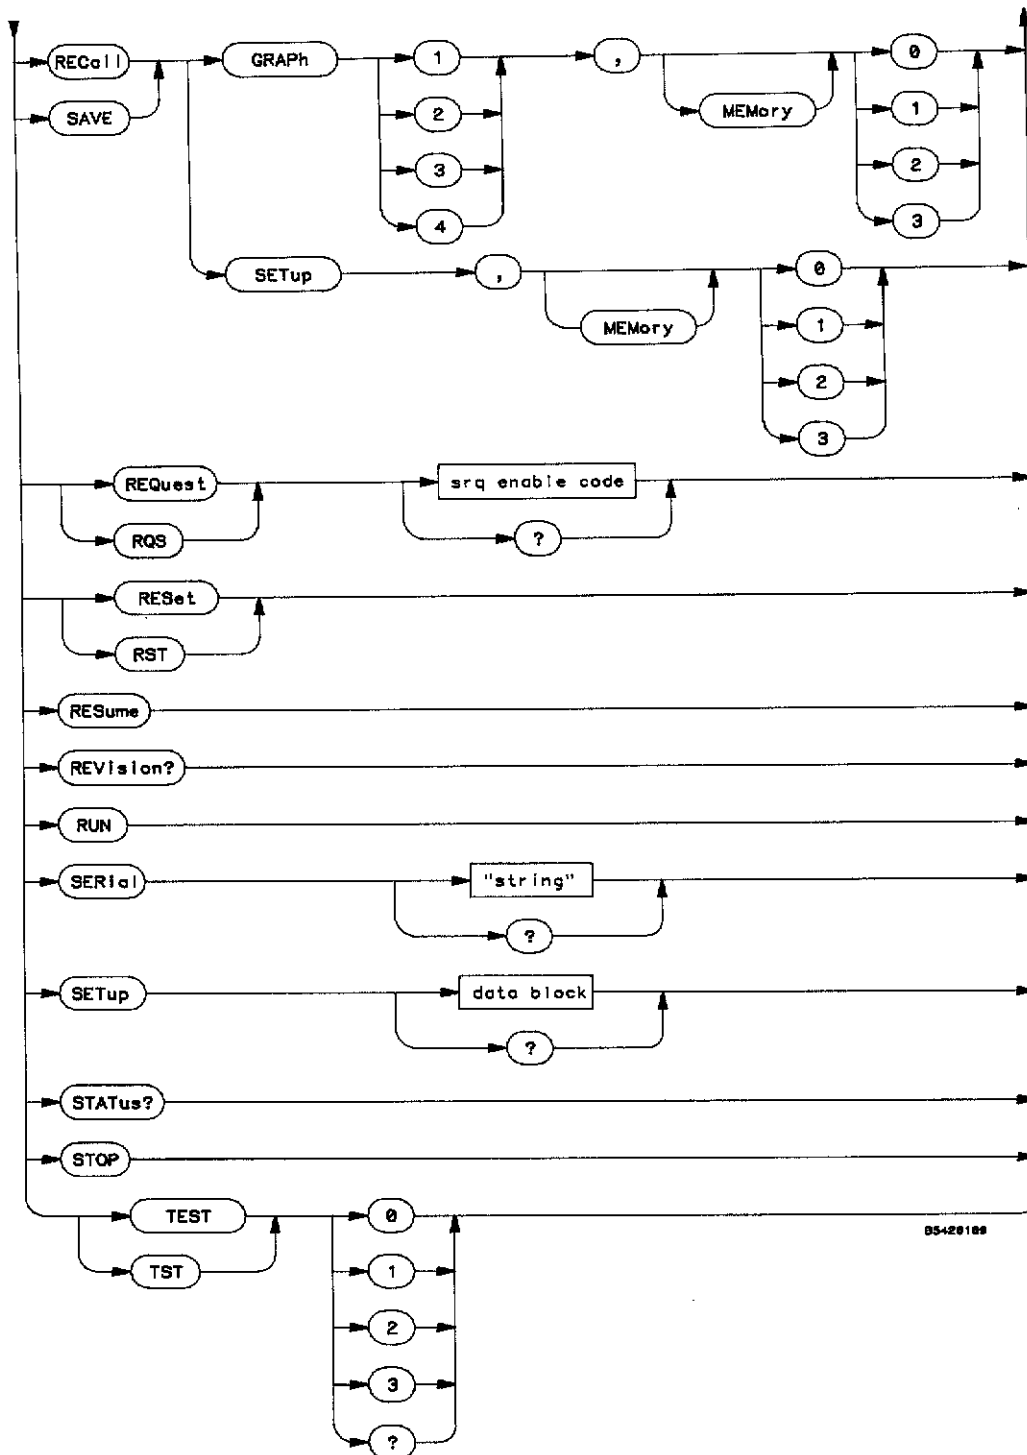 RECall GRAPh 1 , 0
SAVE 2 MEMory 1
3 2
4 3
SETup , 0
MEMory 1
2
3
REQuest srq enable code
RQS ?
RESet
RST
RESume
REVision?
RUN
SERial "string"
?
SETup data block
?
STATus?
STOP
TEST 0
TST 1
2
3
?